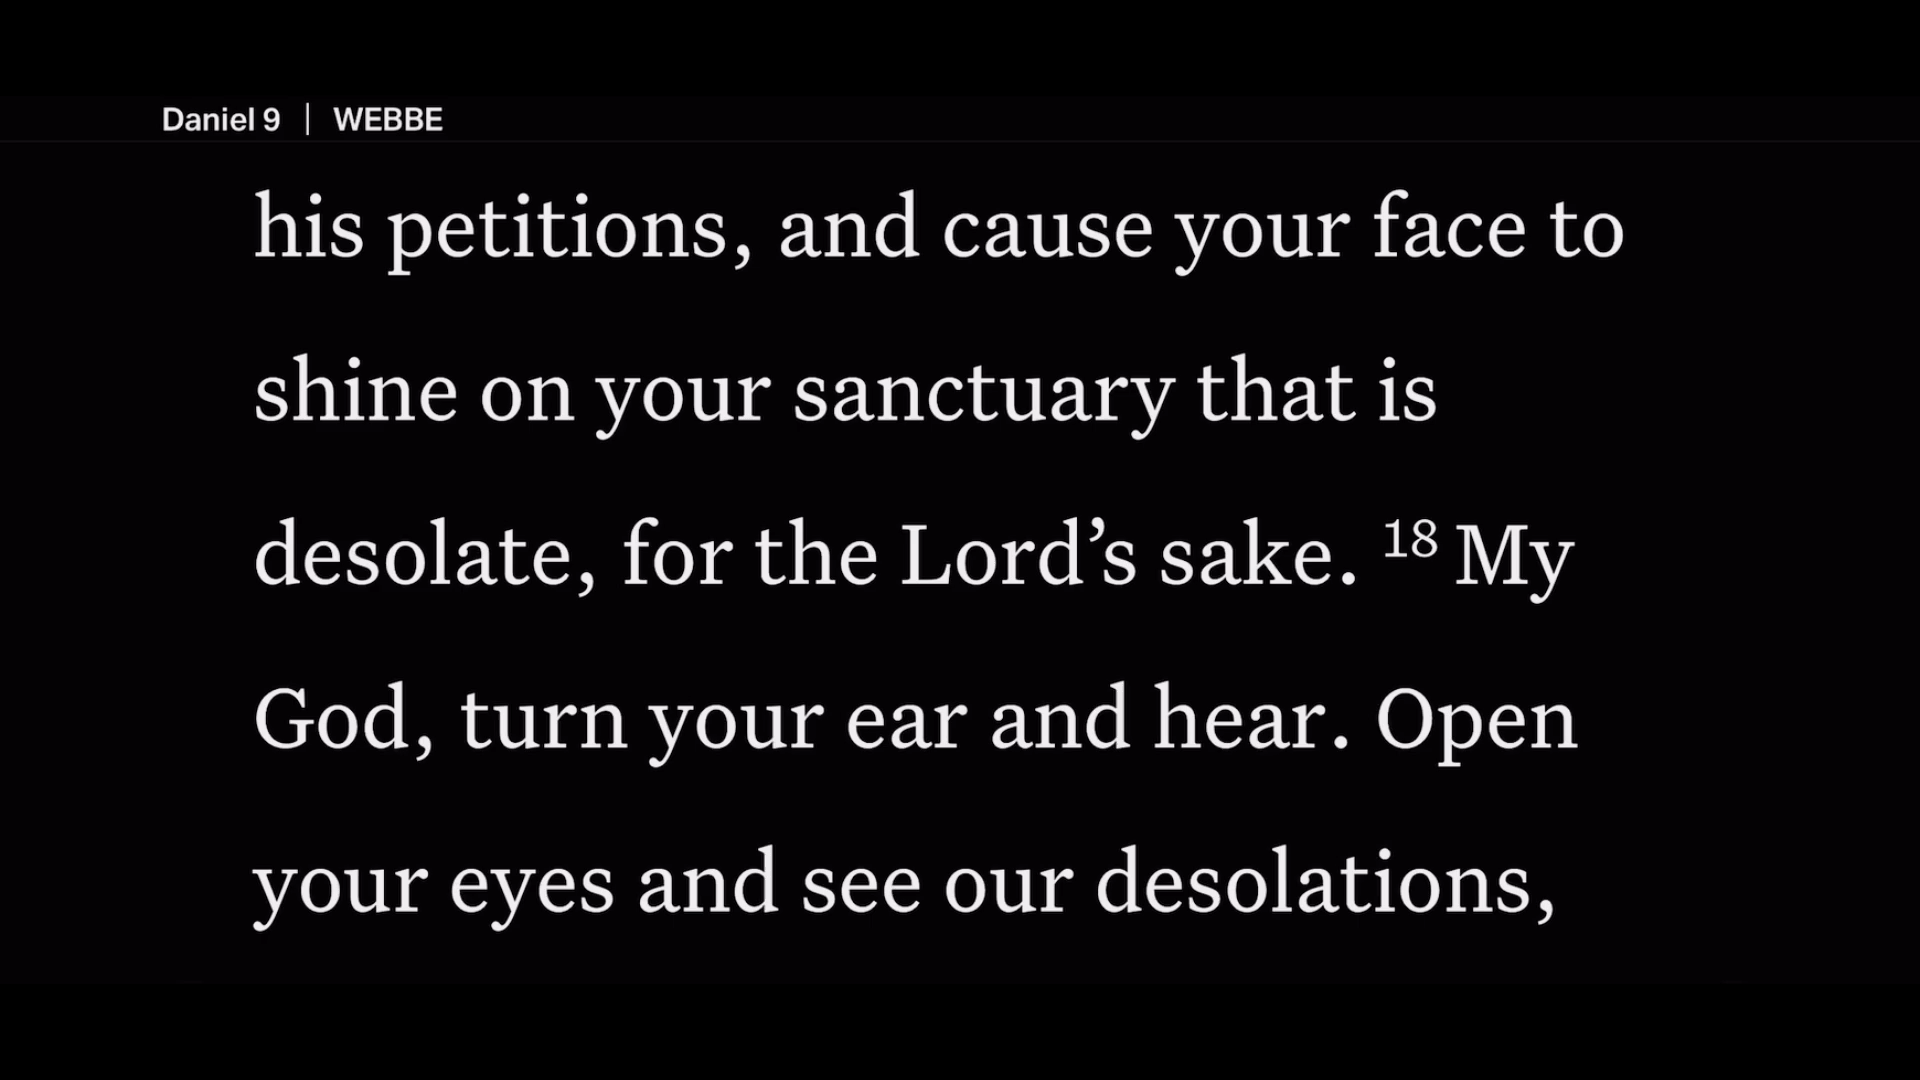 Daniel 9 | WEBBE
his petitions, and cause your face to
shine on your sanctuary that is
desolate, for the Lord’s sake. 18 My
God, turn your ear and hear. Open
your eyes and see our desolations,